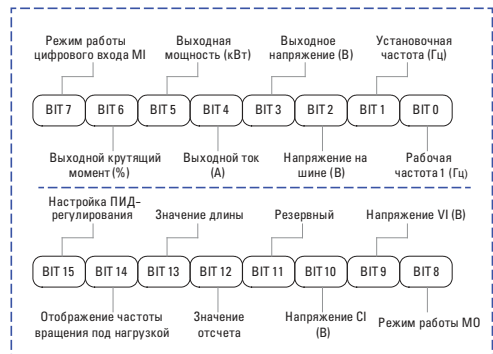 Режим работы
цифрового входа MI
Выходная
мощность (кВт)
Выходное
напряжение (В)
Установочная
частота (Гц)
BIT 7 BIT 6 BIT 5 BIT 4 BIT 3 BIT 2 BIT 1 BIT 0
Выходной крутящий
момент (%)
Выходной ток
(А)
Напряжение на
шине (В)
Рабочая
частота 1 (Гц)
Настройка ПИД-
регулирования
Значение длины
Резервный
Напряжение VI (В)
BIT 15 BIT 14 BIT 13 BIT 12 BIT 11 BIT 10 BIT 9 BIT 8
Отображение частоты
вращения под нагрузкой
Значение
отсчета
Напряжение CI
(В)
Режим работы MO